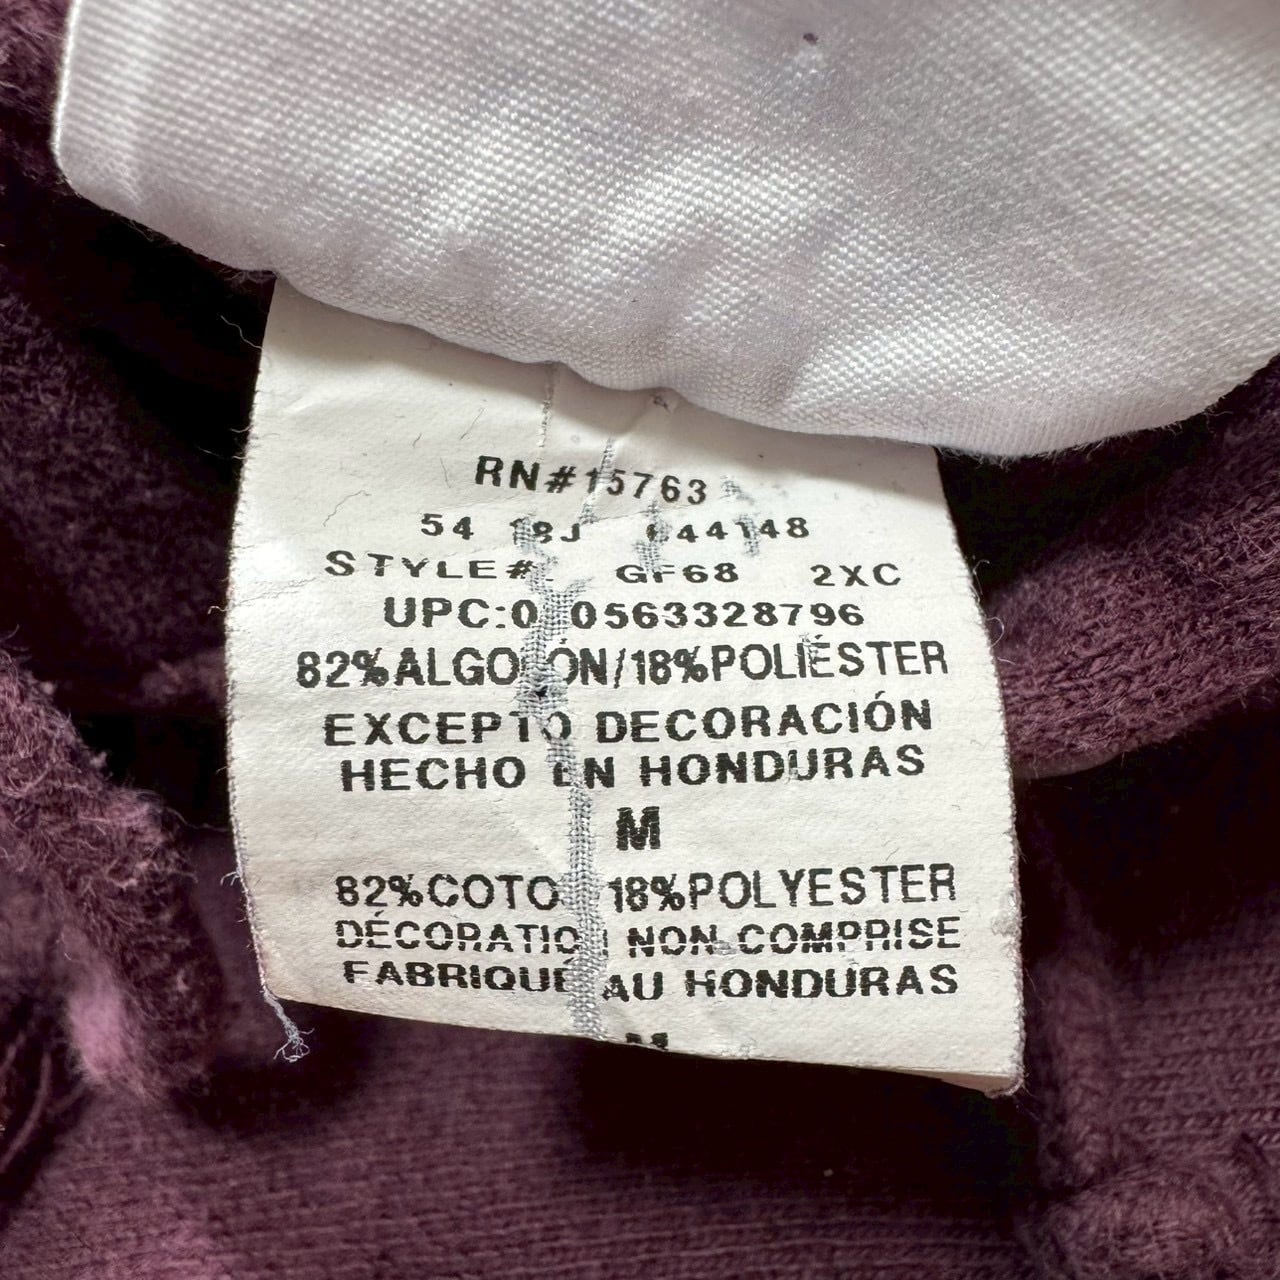 RN#15763
54 18J 044148
STYLE#: GF68 2XC
UPC:0 0563328796
82%ALGODÓN/18%POLIÉSTER
EXCEPTO DECORACIÓN
HECHO EN HONDURAS
M
82%COTON 18%POLYESTER
DÉCORATION NON COMPRISE
FABRIQUÉ AU HONDURAS